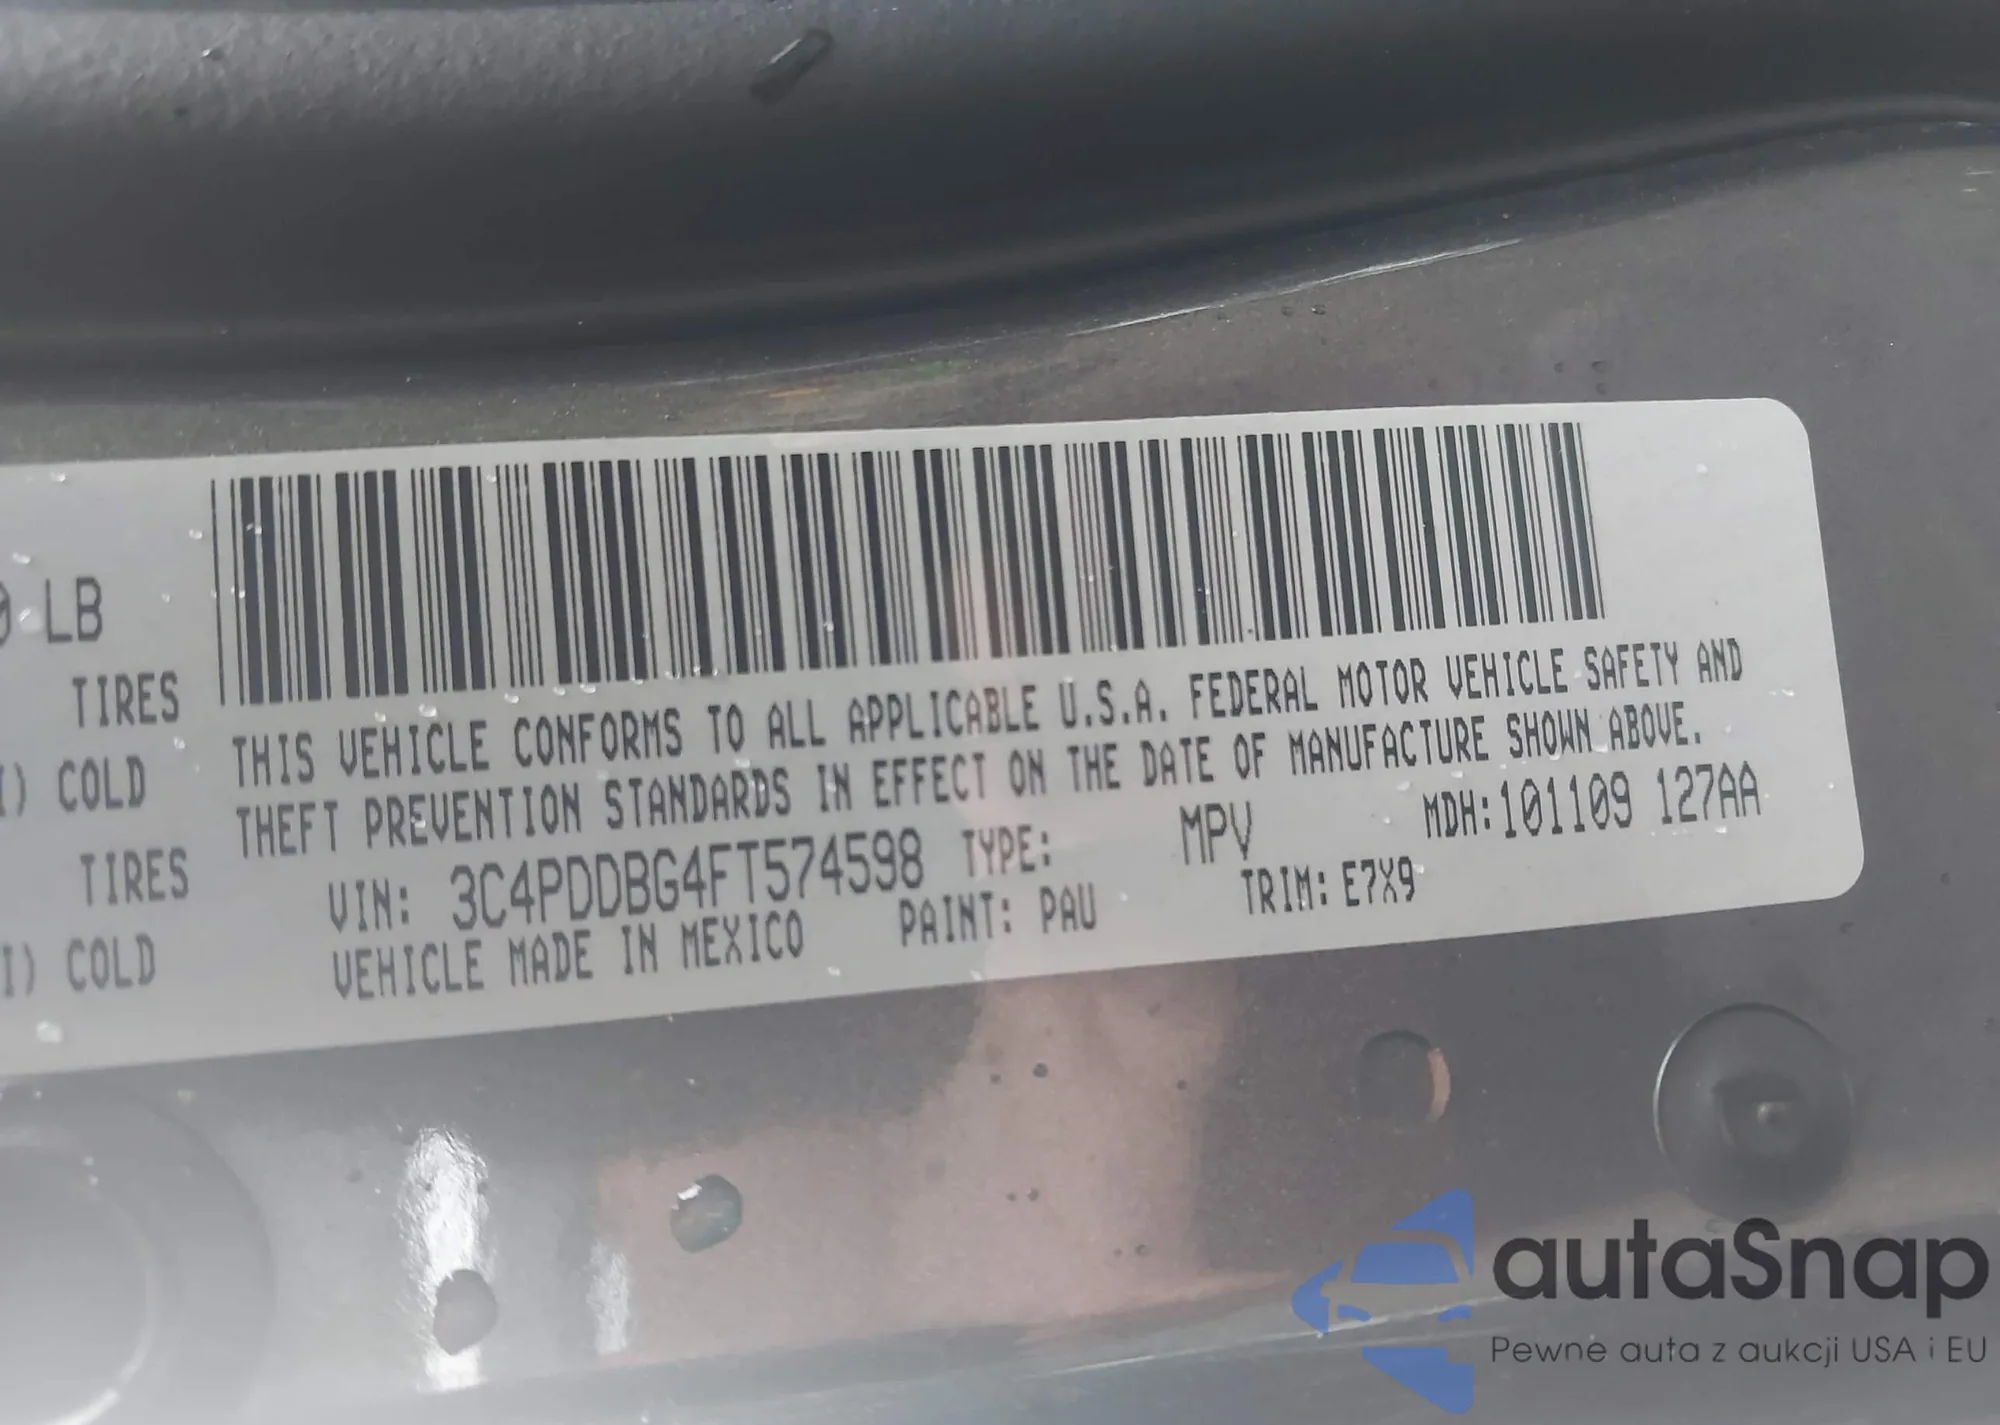 LB
TIRES
I) COLD
TIRES
I) COLD
THIS VEHICLE CONFORMS TO ALL APPLICABLE U.S.A. FEDERAL MOTOR VEHICLE SAFETY AND
THEFT PREVENTION STANDARDS IN EFFECT ON THE DATE OF MANUFACTURE SHOWN ABOVE.
VIN: 3C4PDDBG4FT574598 TYPE: MPV MDH:101109 127AA
VEHICLE MADE IN MEXICO PAINT: PAU TRIM: E7X9
autaSnap
Pewne auta z aukcji USA i EU